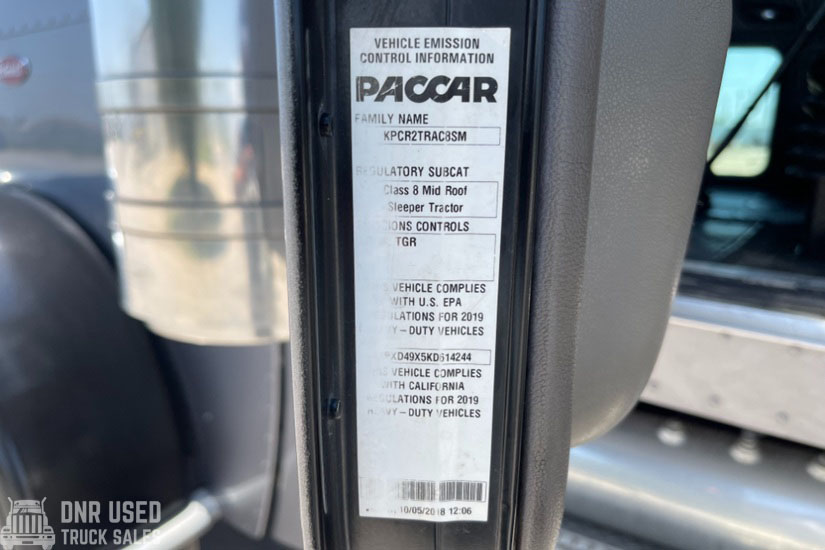 VEHICLE EMISSION
CONTROL INFORMATION
PACCAR
FAMILY NAME
KPCR2TRAC8SM
REGULATORY SUBCAT
Class 8 Mid Roof
Sleeper Tractor
TGR
VEHICLE COMPLIES
WITH U.S. EPA
FOR 2019
DUTY VEHICLES
XKD49X5KD614244
VEHICLE COMPLIES
WITH CALIFORNIA
REGULATIONS FOR 2019
HEAVY-DUTY VEHICLES
10/05/2018 12:06
DNR USED
TRUCK SALES